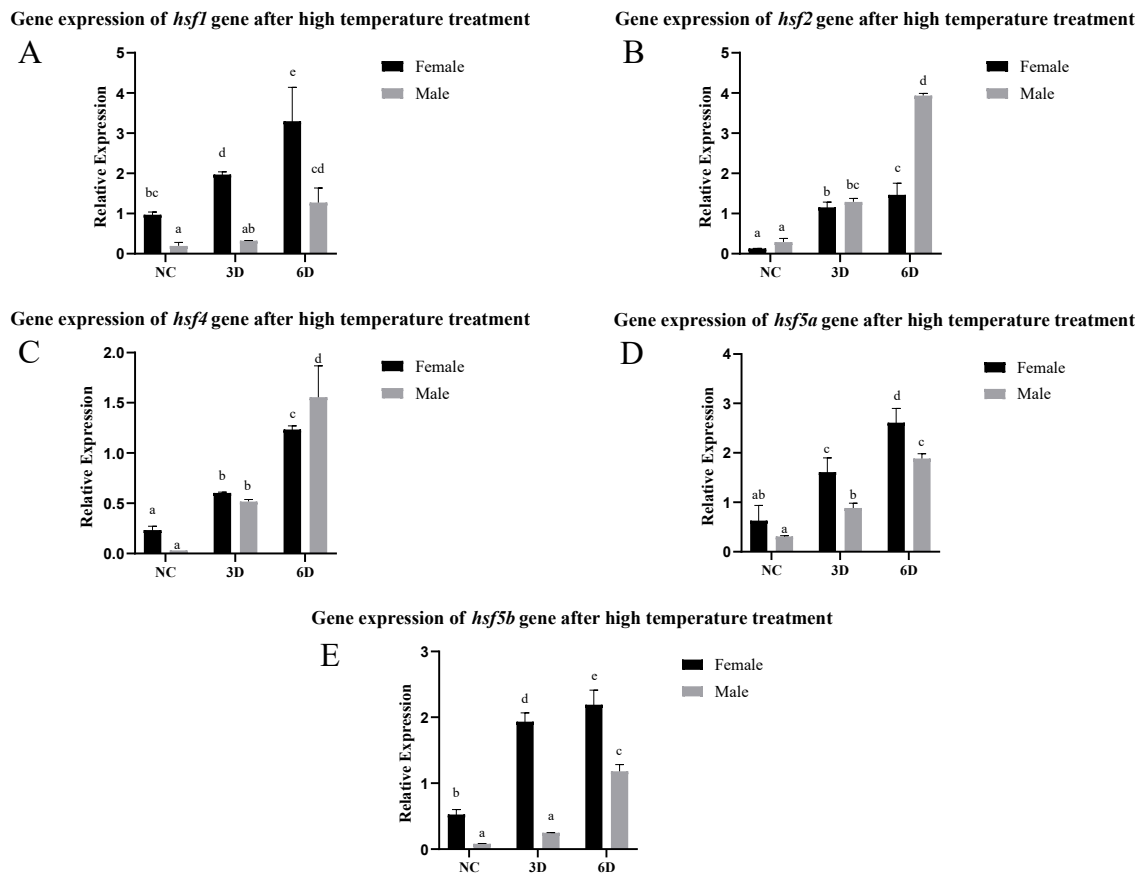 Gene expression of hsf1 gene after high temperature treatment
A
Relative Expression
5
4
3
2
1
0
bc
a
d
ab
e
cd
NC
3D
6D
Female
Male
Gene expression of hsf2 gene after high temperature treatment
B
Relative Expression
5
4
3
2
1
0
a
a
b
bc
c
d
NC
3D
6D
Female
Male
Gene expression of hsf4 gene after high temperature treatment
C
Relative Expression
2.0
1.5
1.0
0.5
0.0
a
a
b
b
c
d
NC
3D
6D
Female
Male
Gene expression of hsf5a gene after high temperature treatment
D
Relative Expression
4
3
2
1
0
ab
a
c
b
d
c
NC
3D
6D
Female
Male
Gene expression of hsf5b gene after high temperature treatment
E
Relative Expression
3
2
1
0
b
a
d
a
e
c
NC
3D
6D
Female
Male